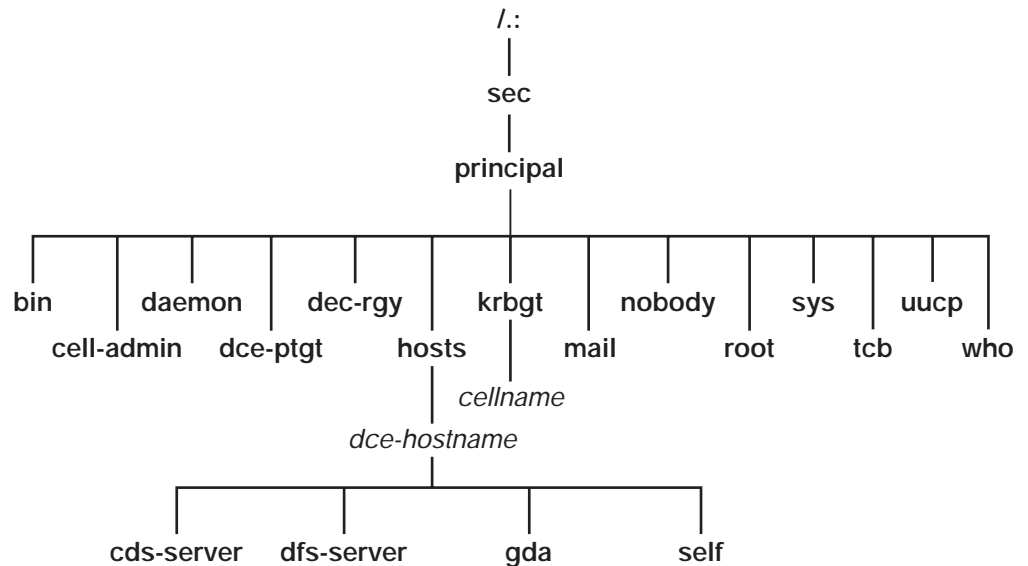 /.:
sec
principal
bin daemon dec-rgy krbgt nobody sys uucp
cell-admin dce-ptgt hosts mail root tcb who
cellname
dce-hostname
cds-server dfs-server gda self